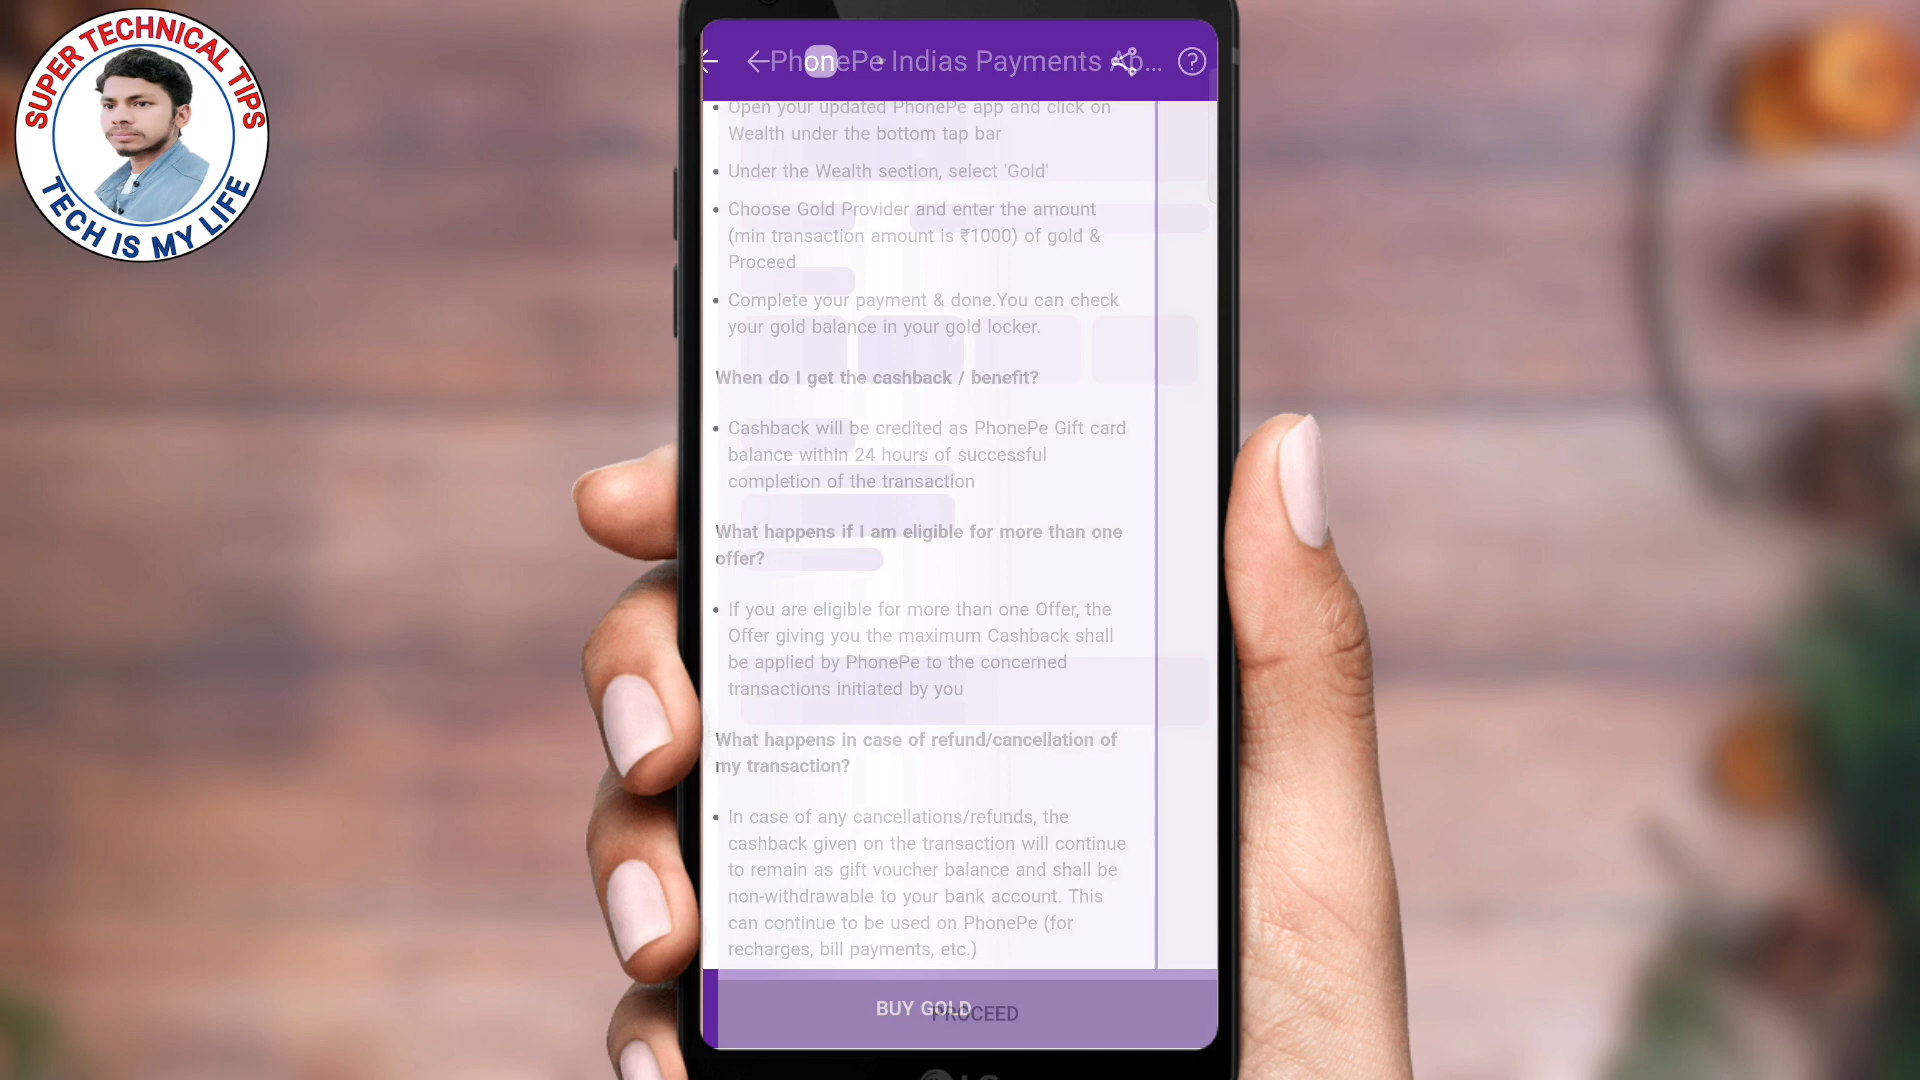 SUPER TECHNICAL TIPS
TECH IS MY LIFE
PhonePe Indias Payments Ap...
Open your updated PhonePe app and click on
Wealth under the bottom tap bar
Under the Wealth section, select 'Gold'
Choose Gold Provider and enter the amount
(min transaction amount is ₹1000) of gold &
Proceed
Complete your payment & done.You can check
your gold balance in your gold locker.
When do I get the cashback / benefit?
Cashback will be credited as PhonePe Gift card
balance within 24 hours of successful
completion of the transaction
What happens if I am eligible for more than one
offer?
If you are eligible for more than one Offer, the
Offer giving you the maximum Cashback shall
be applied by PhonePe to the concerned
transactions initiated by you
What happens in case of refund/cancellation of
my transaction?
In case of any cancellations/refunds, the
cashback given on the transaction will continue
to remain as gift voucher balance and shall be
non-withdrawable to your bank account. This
can continue to be used on PhonePe (for
recharges, bill payments, etc.)
BUY GOLD
PROCEED
LG